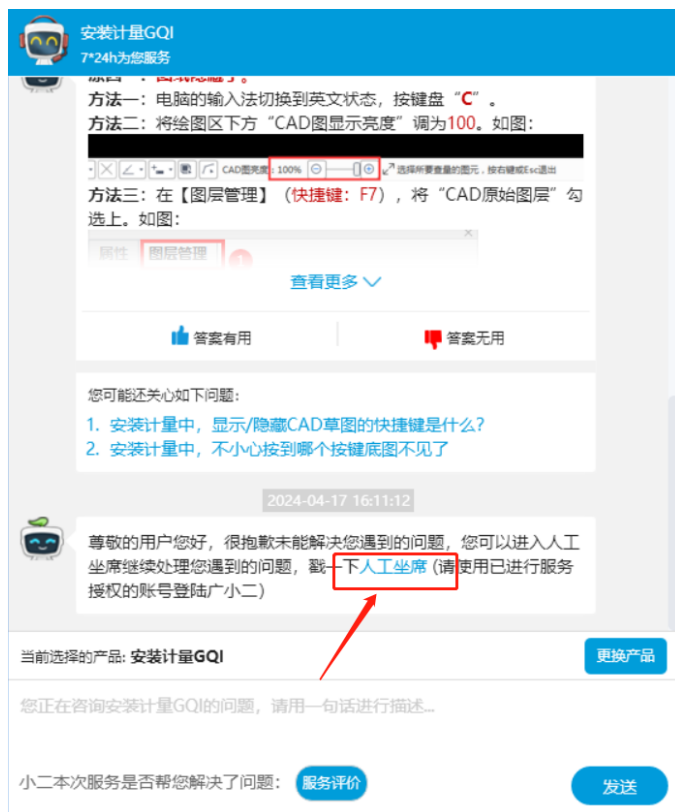 安装计量GQI
7*24h为您服务
方法一：电脑的输入法切换到英文状态，按键盘“C”。
方法二：将绘图区下方“CAD图显示亮度”调为100。如图：
CAD图亮度: 100% 选择所要查量的图元，按右键或Esc退出
方法三：在【图层管理】（快捷键：F7），将“CAD原始图层”勾
选上。如图：
属性 图层管理 1
查看更多
答案有用 答案无用
您可能还关心如下问题：
1. 安装计量中，显示/隐藏CAD草图的快捷键是什么?
2. 安装计量中，不小心按到哪个按键底图不见了
2024-04-17 16:11:12
尊敬的用户您好，很抱歉未能解决您遇到的问题，您可以进入人工
坐席继续处理您遇到的问题，戳一下人工坐席 (请使用已进行服务
授权的账号登陆广小二）
当前选择的产品: 安装计量GQI
更换产品
您正在咨询安装计量GQI的问题，请用一句话进行描述...
小二本次服务是否帮您解决了问题： 服务评价
发送